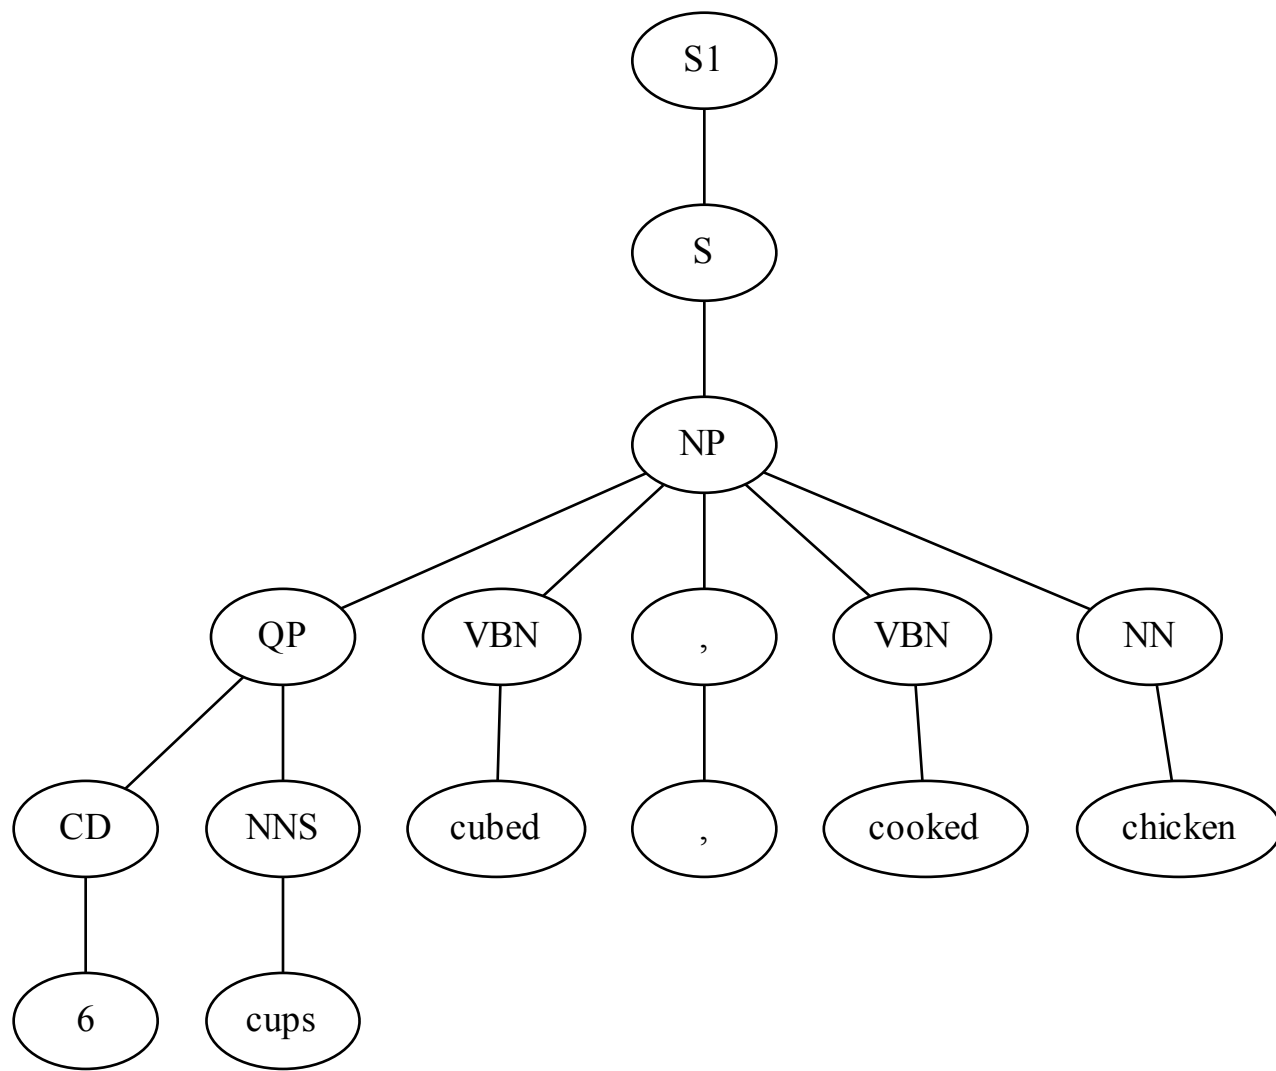 S1
S
NP
QP VBN , VBN NN
CD NNS cubed , cooked chicken
6 cups